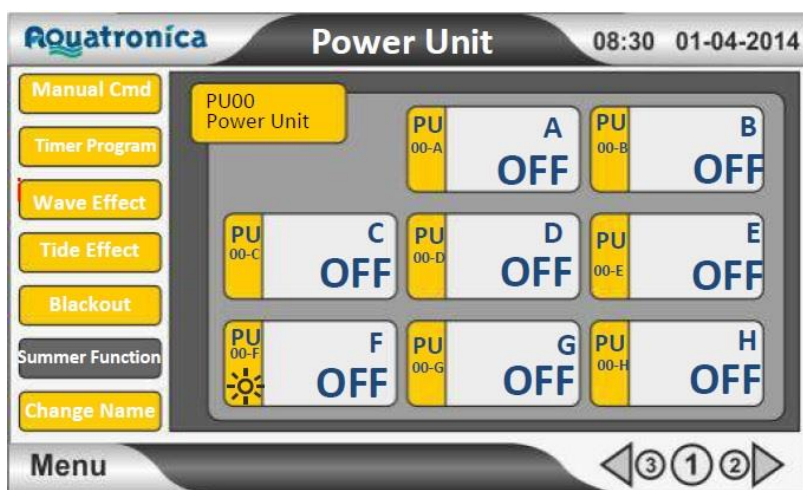 Aquatronica
Power Unit
08:30 01-04-2014
Manual Cmd
Timer Program
Wave Effect
Tide Effect
Blackout
Summer Function
Change Name
PU00
Power Unit
PU
00-A
A
OFF
PU
00-B
B
OFF
PU
00-C
C
OFF
PU
00-D
D
OFF
PU
00-E
E
OFF
PU
00-F
F
OFF
PU
00-G
G
OFF
PU
00-H
H
OFF
Menu
3 1 2